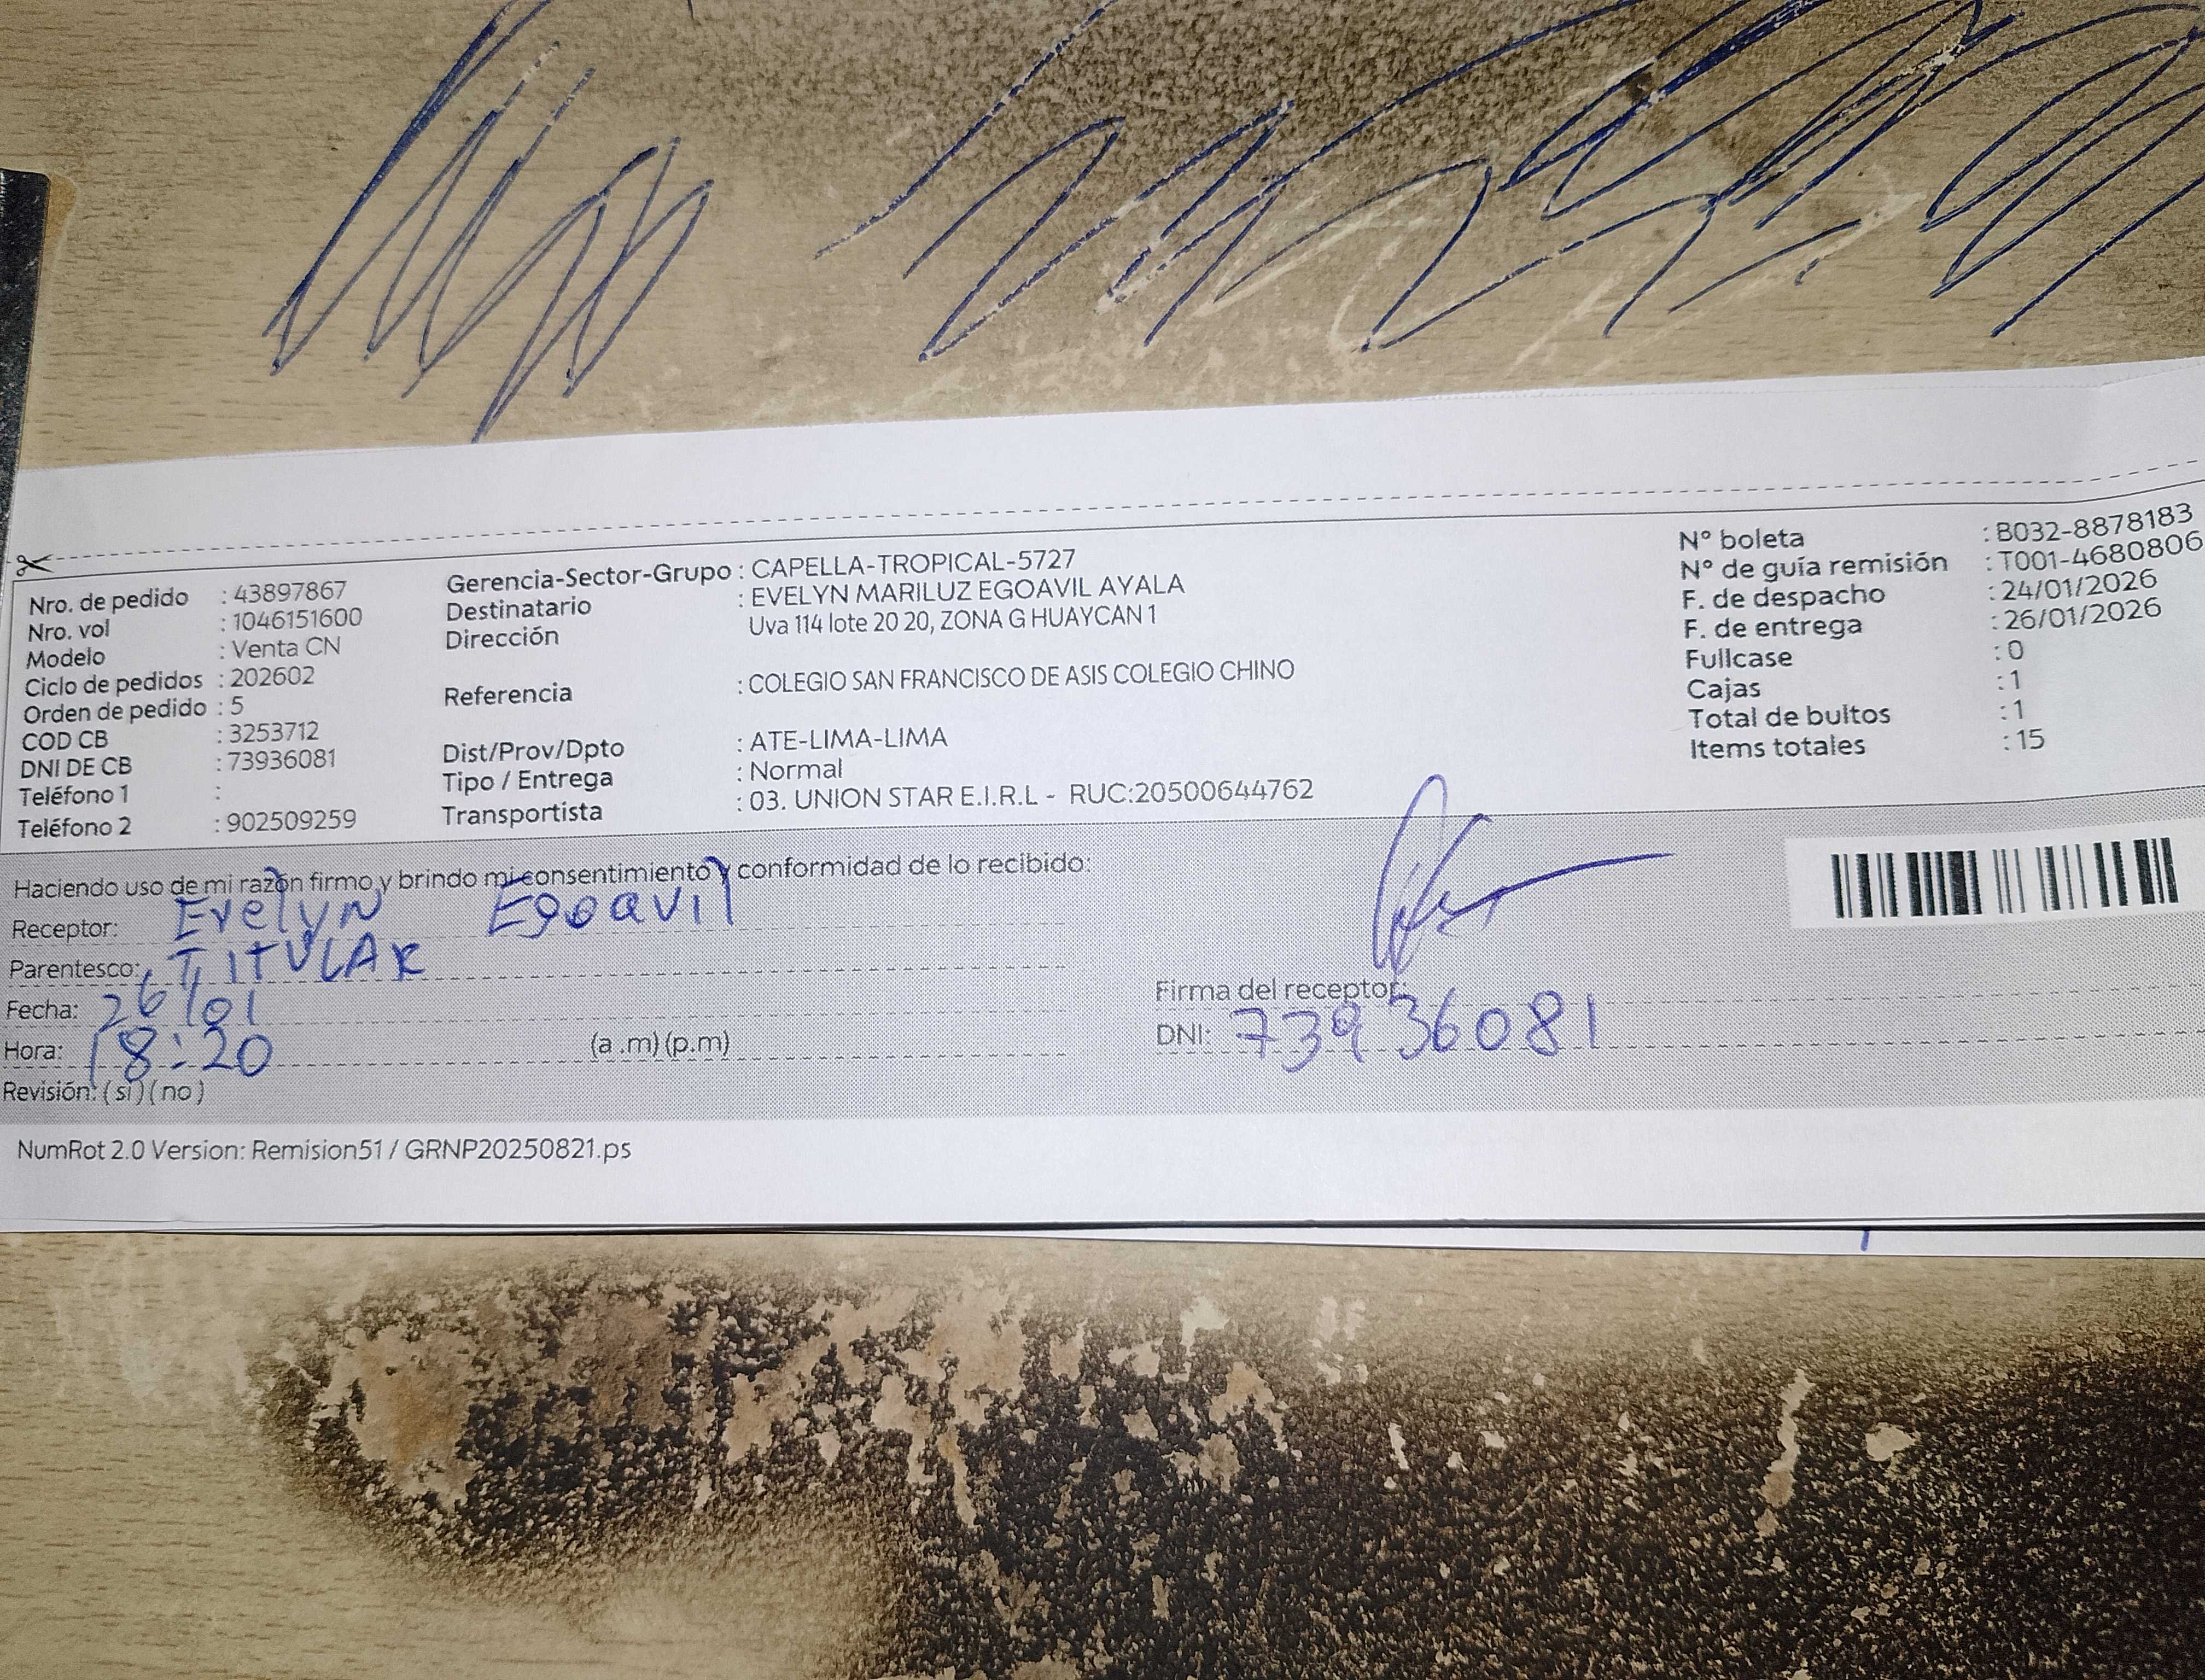 Nro. de pedido : 43897867
Nro. vol : 1046151600
Modelo : Venta CN
Ciclo de pedidos : 202602
Orden de pedido : 5
COD CB : 3253712
DNI DE CB : 73936081
Teléfono 1 :
Teléfono 2 : 902509259
Gerencia-Sector-Grupo : CAPELLA-TROPICAL-5727
Destinatario : EVELYN MARILUZ EGOAVIL AYALA
Dirección Uva 114 lote 20 20, ZONA G HUAYCAN 1
Referencia : COLEGIO SAN FRANCISCO DE ASIS COLEGIO CHINO
Dist/Prov/Dpto : ATE-LIMA-LIMA
Tipo / Entrega : Normal
Transportista : 03. UNION STAR E.I.R.L - RUC:20500644762
N° boleta : B032-8878183
N° de guía remisión : T001-4680806
F. de despacho : 24/01/2026
F. de entrega : 26/01/2026
Fullcase : 0
Cajas : 1
Total de bultos : 1
Items totales : 15
Haciendo uso de mi razón firmo y brindo mi consentimiento y conformidad de lo recibido:
Receptor: Evelyn Egoavil
Parentesco: TITULAR
Fecha: 26/01
Hora: 18:20 (a .m) (p.m)
Revisión: (si) (no)
Firma del receptor:
DNI: 73936081
NumRot 2.0 Version: Remision51 / GRNP20250821.ps